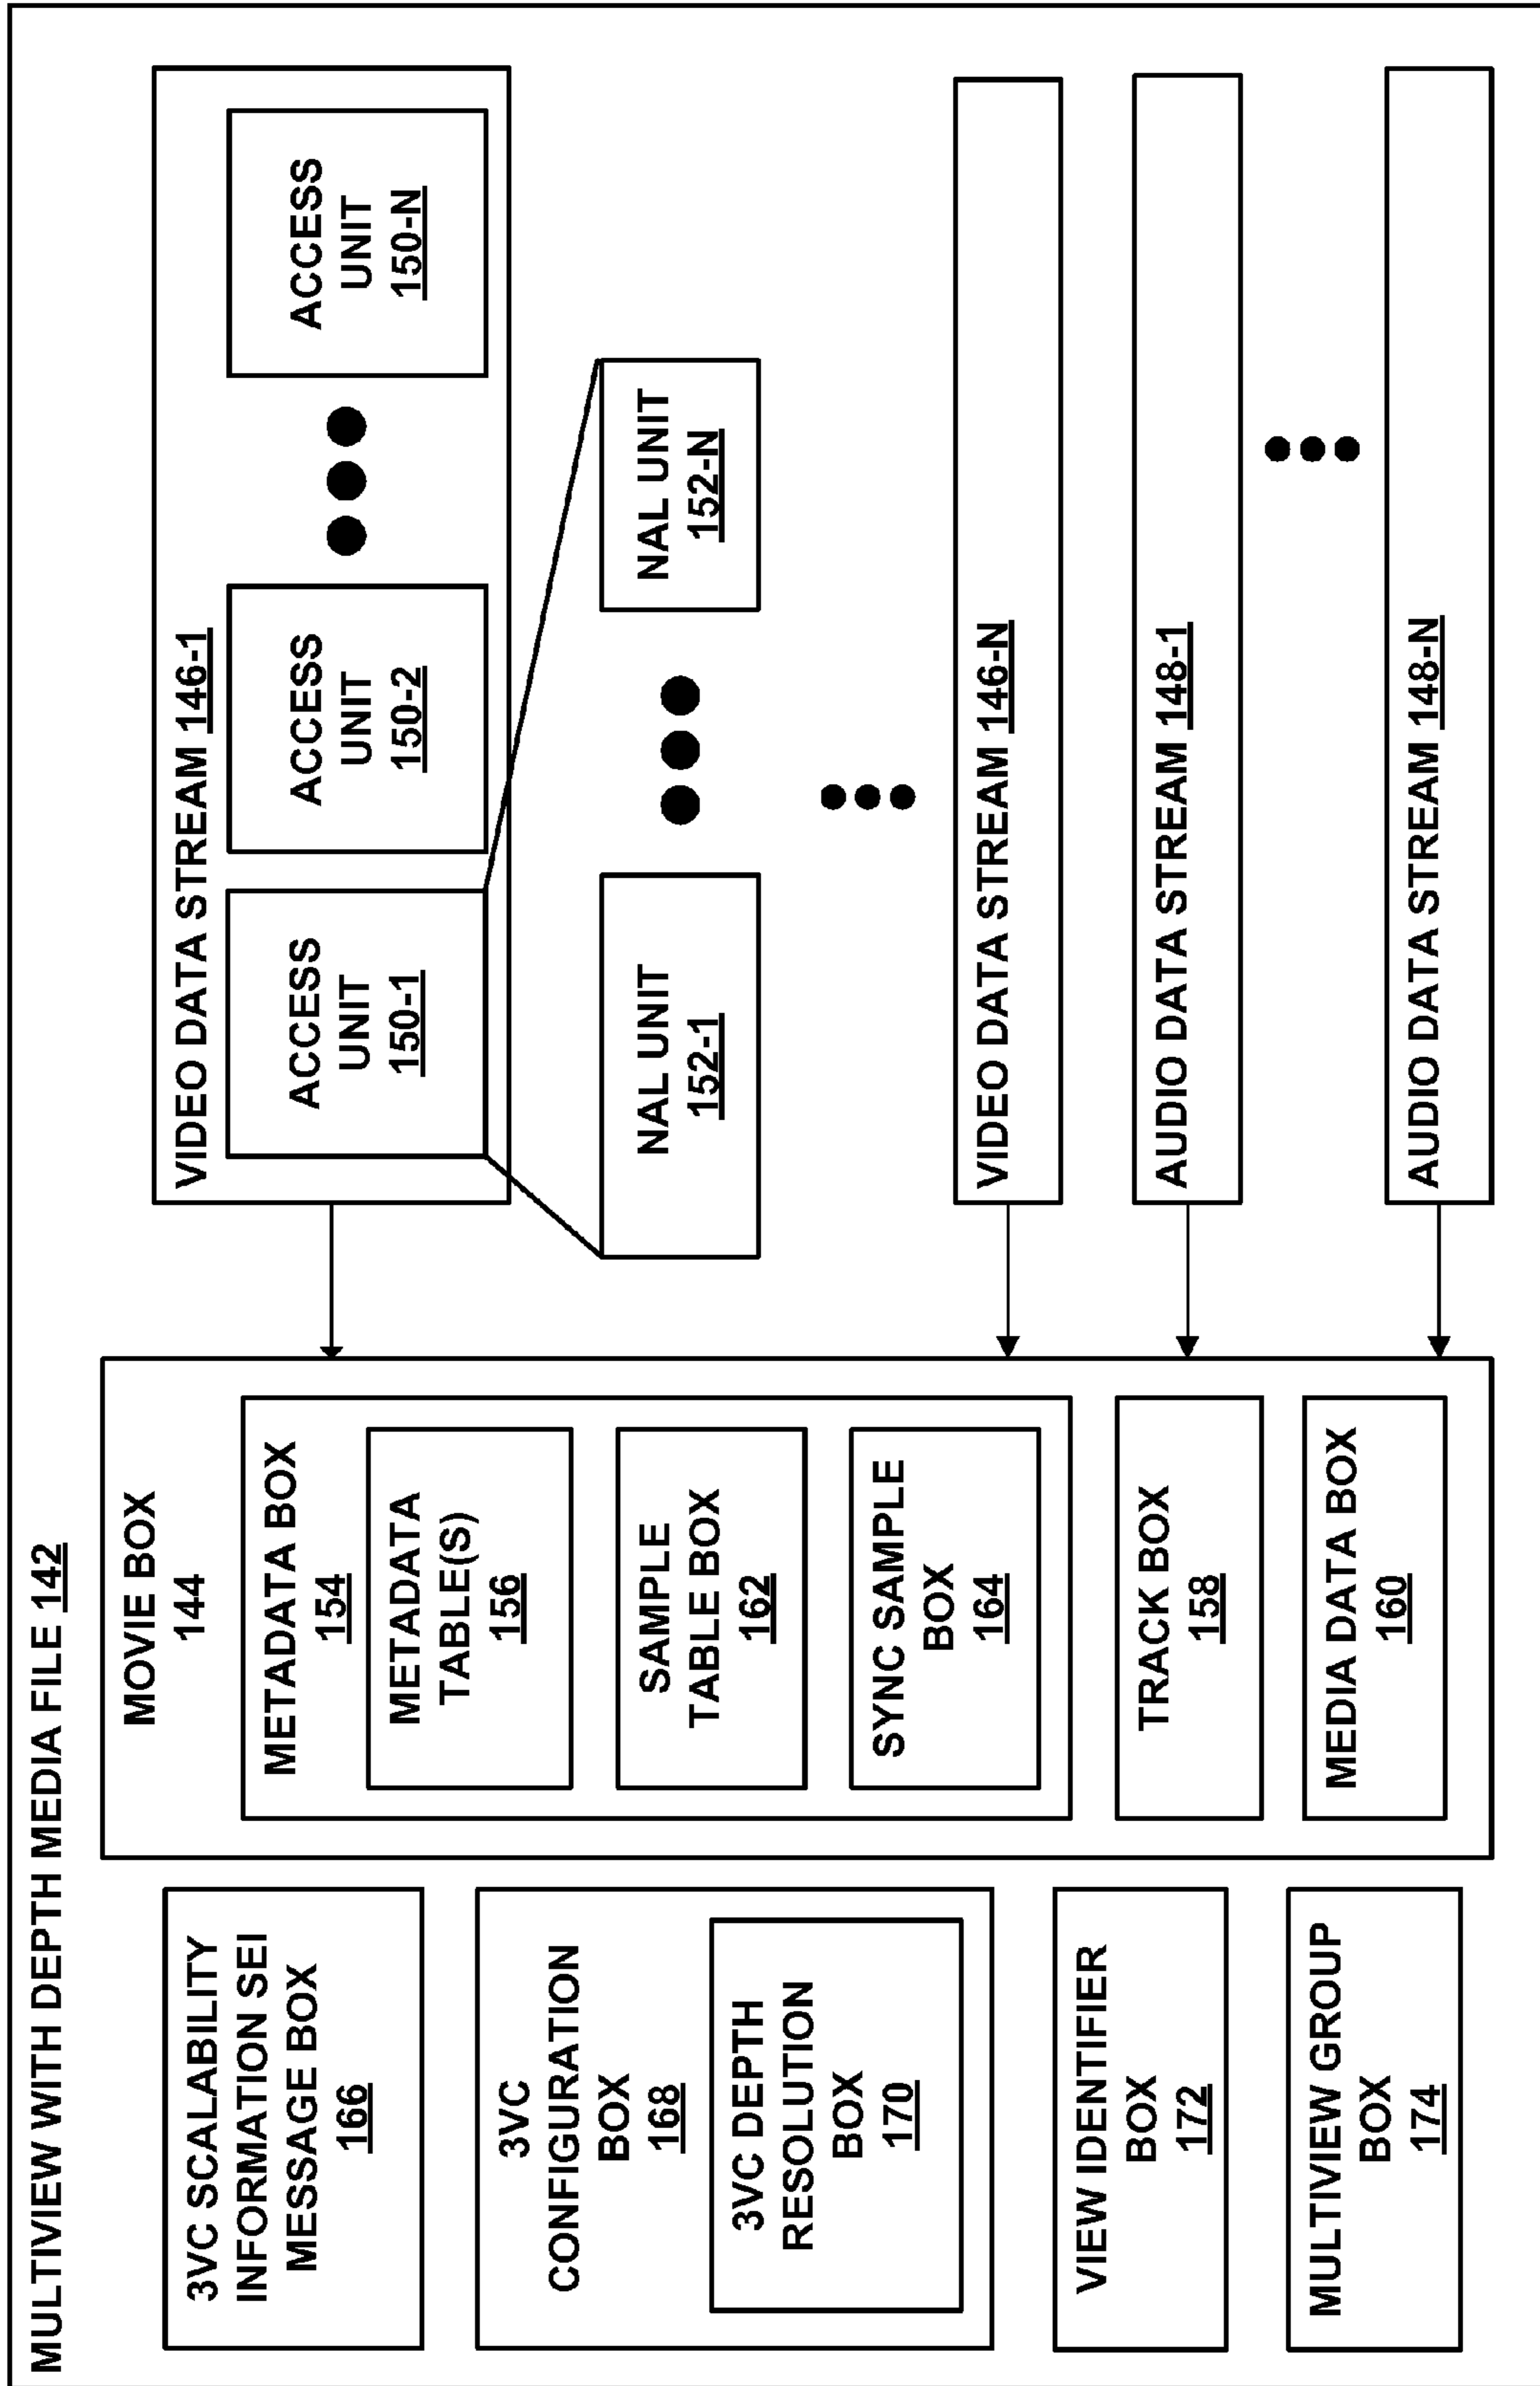 MULTIVIEW WITH DEPTH MEDIA FILE 142
3VC SCALABILITY
INFORMATION SEI
MESSAGE BOX
166
3VC
CONFIGURATION
BOX
168
3VC DEPTH
RESOLUTION
BOX
170
VIEW IDENTIFIER
BOX
172
MULTIVIEW GROUP
BOX
174
MOVIE BOX
144
METADATA BOX
154
METADATA
TABLE(S)
156
SAMPLE
TABLE BOX
162
SYNC SAMPLE
BOX 164
TRACK BOX
158
MEDIA DATA BOX
160
VIDEO DATA STREAM 146-1
ACCESS
UNIT
150-1
ACCESS
UNIT
150-2
ACCESS
UNIT
150-N
NAL UNIT
152-1
NAL UNIT
152-N
VIDEO DATA STREAM 146-N
AUDIO DATA STREAM 148-1
AUDIO DATA STREAM 148-N